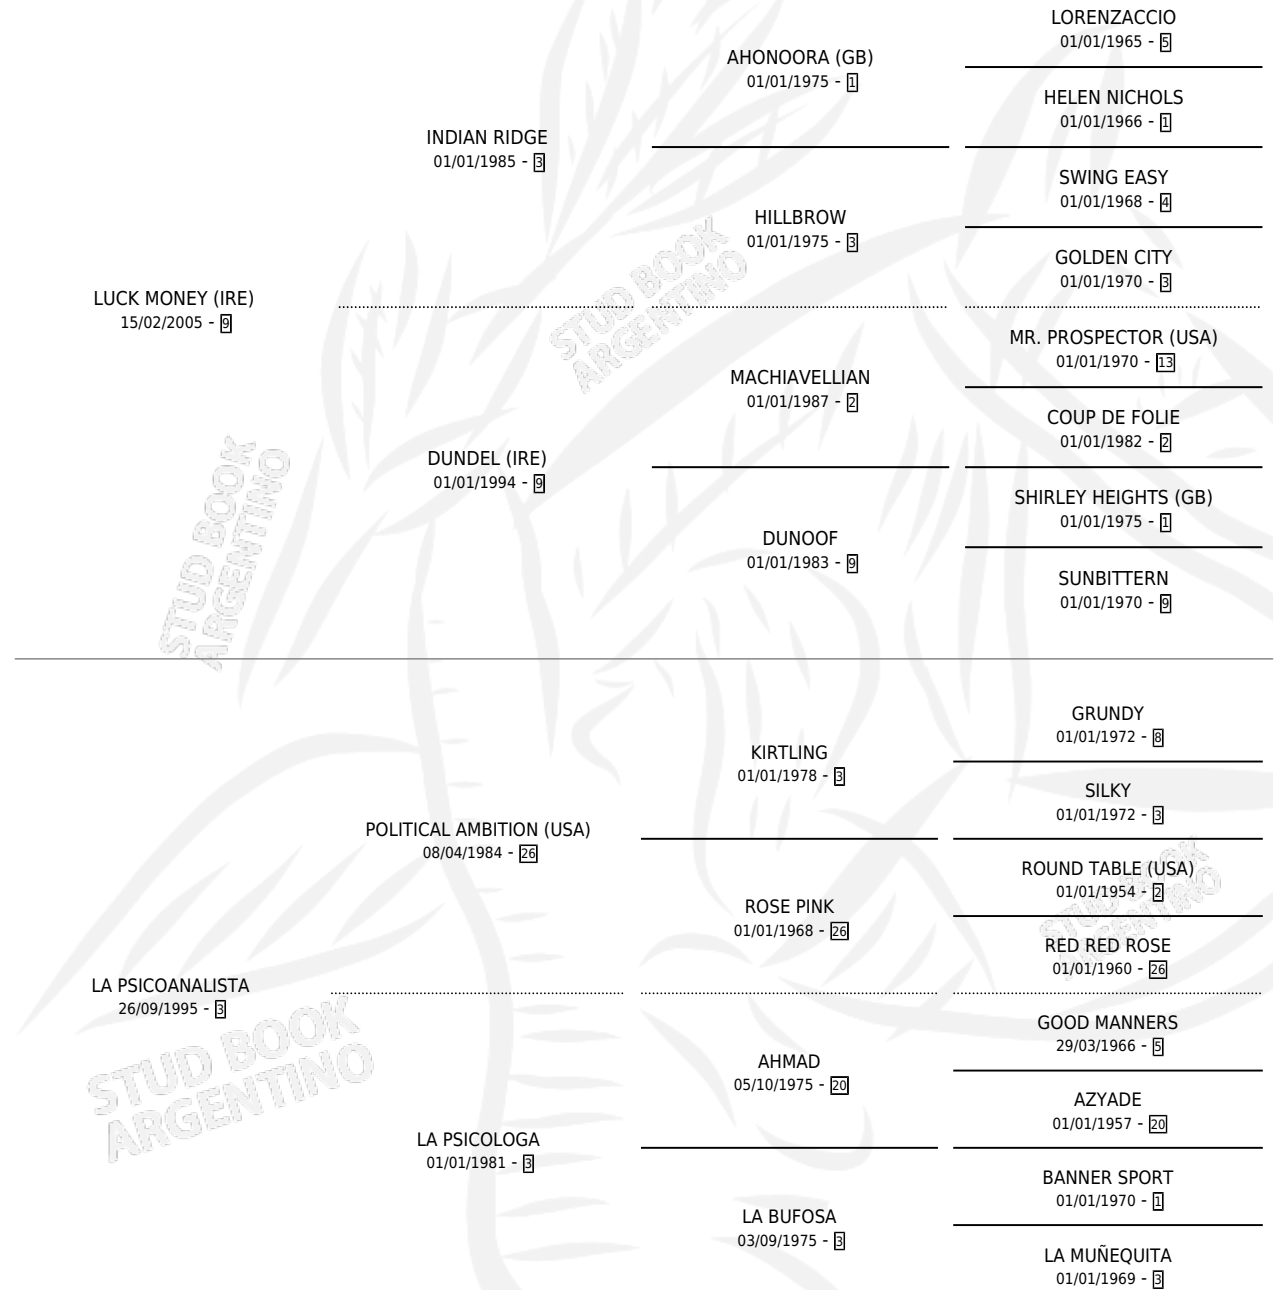 LORENZACCIO
01/01/1965 - 5
AHONOORA (GB)
01/01/1975 - 1
HELEN NICHOLS
01/01/1966 - 1
INDIAN RIDGE
01/01/1985 - 3
SWING EASY
01/01/1968 - 4
HILLBROW
01/01/1975 - 3
GOLDEN CITY
01/01/1970 - 3
LUCK MONEY (IRE)
15/02/2005 - 9
MR. PROSPECTOR (USA)
01/01/1970 - 13
MACHIAVELLIAN
01/01/1987 - 2
COUP DE FOLIE
01/01/1982 - 2
DUNDEL (IRE)
01/01/1994 - 9
SHIRLEY HEIGHTS (GB)
01/01/1975 - 1
DUNOOF
01/01/1983 - 9
SUNBITTERN
01/01/1970 - 9
GRUNDY
01/01/1972 - 8
KIRTLING
01/01/1978 - 3
SILKY
01/01/1972 - 3
POLITICAL AMBITION (USA)
08/04/1984 - 26
ROUND TABLE (USA)
01/01/1954 - 2
ROSE PINK
01/01/1968 - 26
RED RED ROSE
01/01/1960 - 26
LA PSICOANALISTA
26/09/1995 - 3
GOOD MANNERS
29/03/1966 - 5
AHMAD
05/10/1975 - 20
AZYADE
01/01/1957 - 20
LA PSICOLOGA
01/01/1981 - 3
BANNER SPORT
01/01/1970 - 1
LA BUFOSA
03/09/1975 - 3
LA MUÑEQUITA
01/01/1969 - 3
STUD BOOK
ARGENTINO
STUD BOOK
ARGENTINO
STUD BOOK
ARGENTINO
STUD BOOK
ARGENTINO